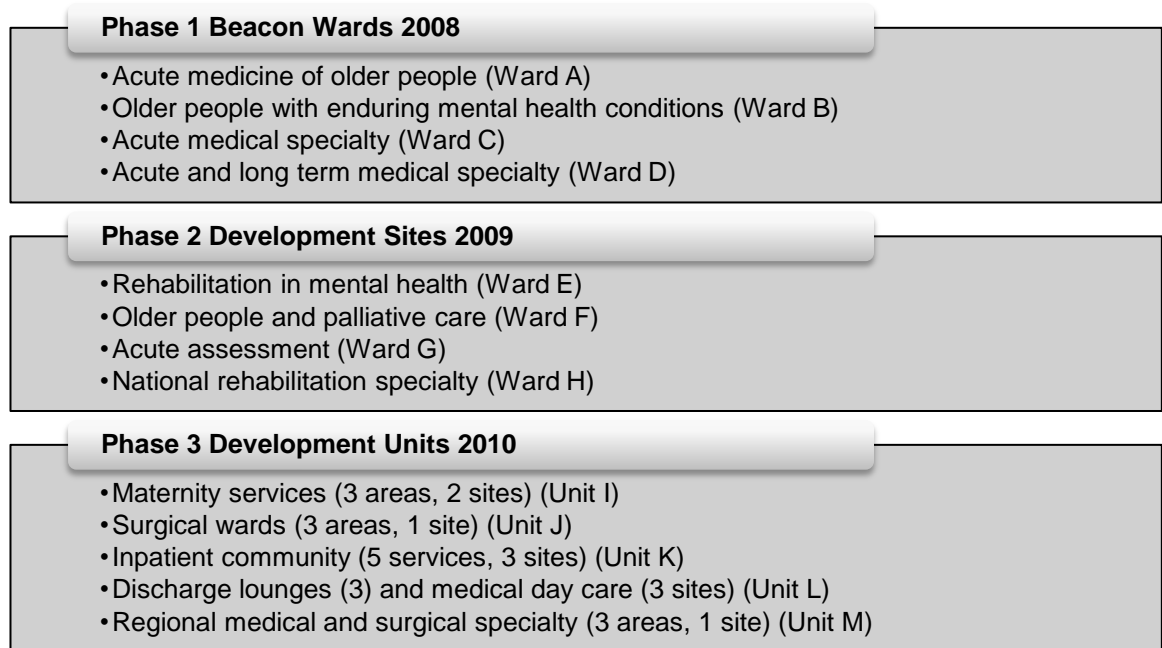 Phase 1 Beacon Wards 2008
•Acute medicine of older people (Ward A)
•Older people with enduring mental health conditions (Ward B)
•Acute medical specialty (Ward C)
•Acute and long term medical specialty (Ward D)
Phase 2 Development Sites 2009
•Rehabilitation in mental health (Ward E)
•Older people and palliative care (Ward F)
•Acute assessment (Ward G)
•National rehabilitation specialty (Ward H)
Phase 3 Development Units 2010
•Maternity services (3 areas, 2 sites) (Unit I)
•Surgical wards (3 areas, 1 site) (Unit J)
•Inpatient community (5 services, 3 sites) (Unit K)
•Discharge lounges (3) and medical day care (3 sites) (Unit L)
•Regional medical and surgical specialty (3 areas, 1 site) (Unit M)